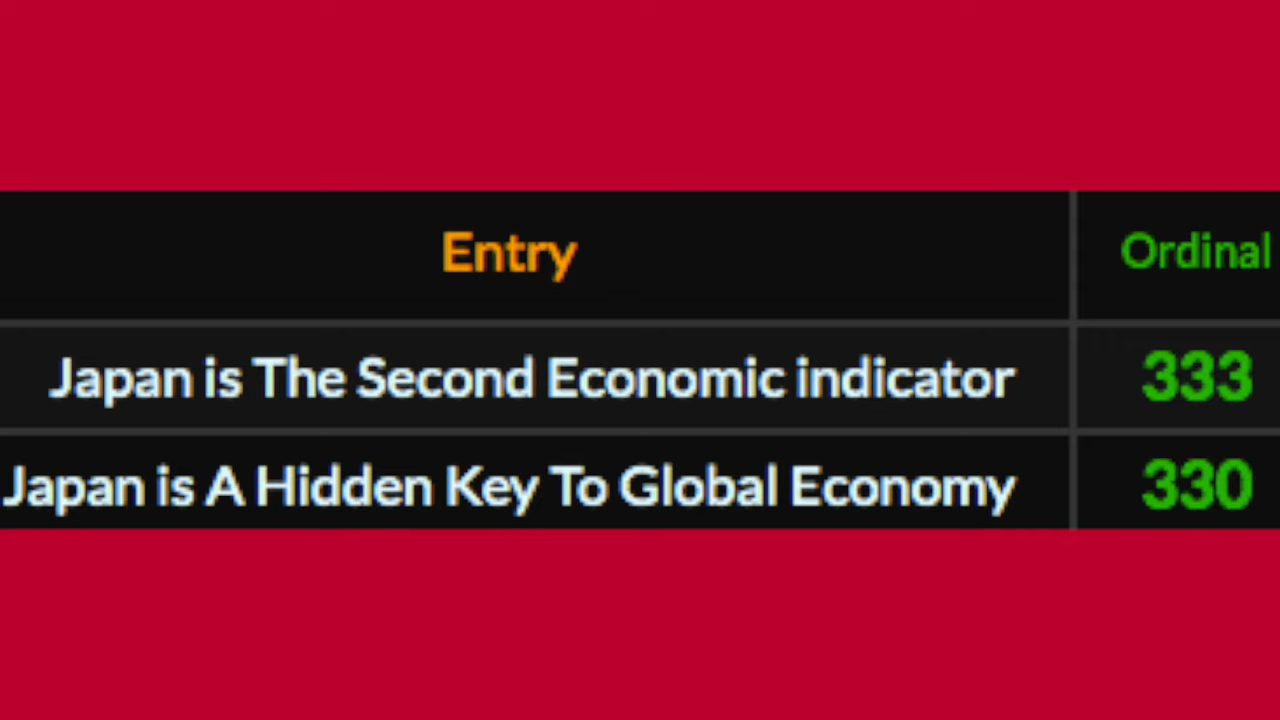 Entry Ordinal
Japan is The Second Economic indicator 333
Japan is A Hidden Key To Global Economy 330